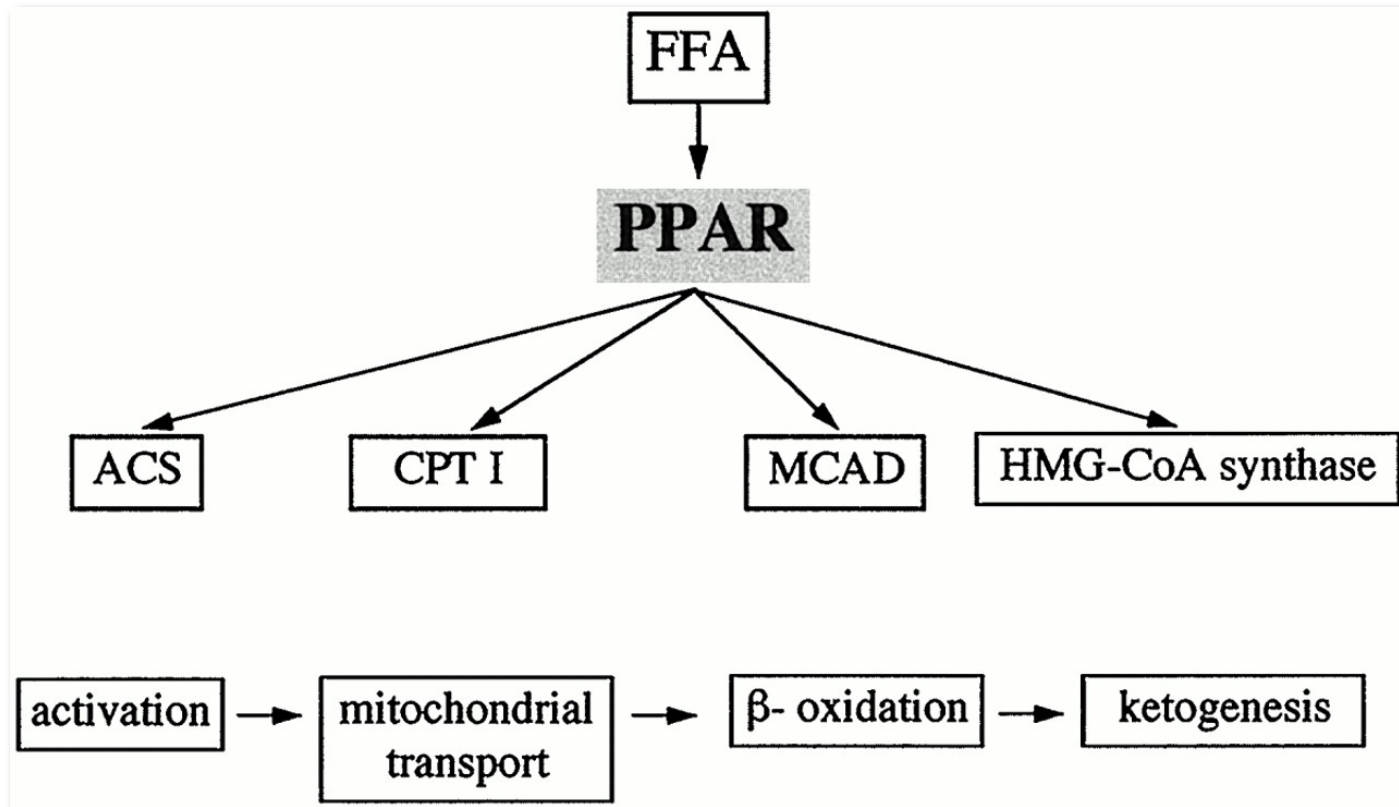 FFA
PPAR
ACS
CPT I
MCAD
HMG-CoA synthase
activation
mitochondrial
transport
β- oxidation
ketogenesis